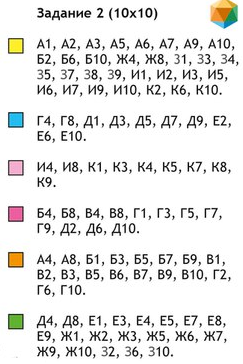 Задание 2 (10x10)
А1, А2, А3, А5, А6, А7, А9, А10,
Б2, Б6, Б10, Ж4, Ж8, З1, З3, З4,
З5, З7, З8, З9, И1, И2, И3, И5,
И6, И7, И9, И10, К2, К6, К10.
Г4, Г8, Д1, Д3, Д5, Д7, Д9, Е2,
Е6, Е10.
И4, И8, К1, К3, К4, К5, К7, К8,
К9.
Б4, Б8, В4, В8, Г1, Г3, Г5, Г7,
Г9, Д2, Д6, Д10.
А4, А8, Б1, Б3, Б5, Б7, Б9, В1,
В2, В3, В5, В6, В7, В9, В10, Г2,
Г6, Г10.
Д4, Д8, Е1, Е3, Е4, Е5, Е7, Е8,
Е9, Ж1, Ж2, Ж3, Ж5, Ж6, Ж7,
Ж9, Ж10, З2, З6, З10.